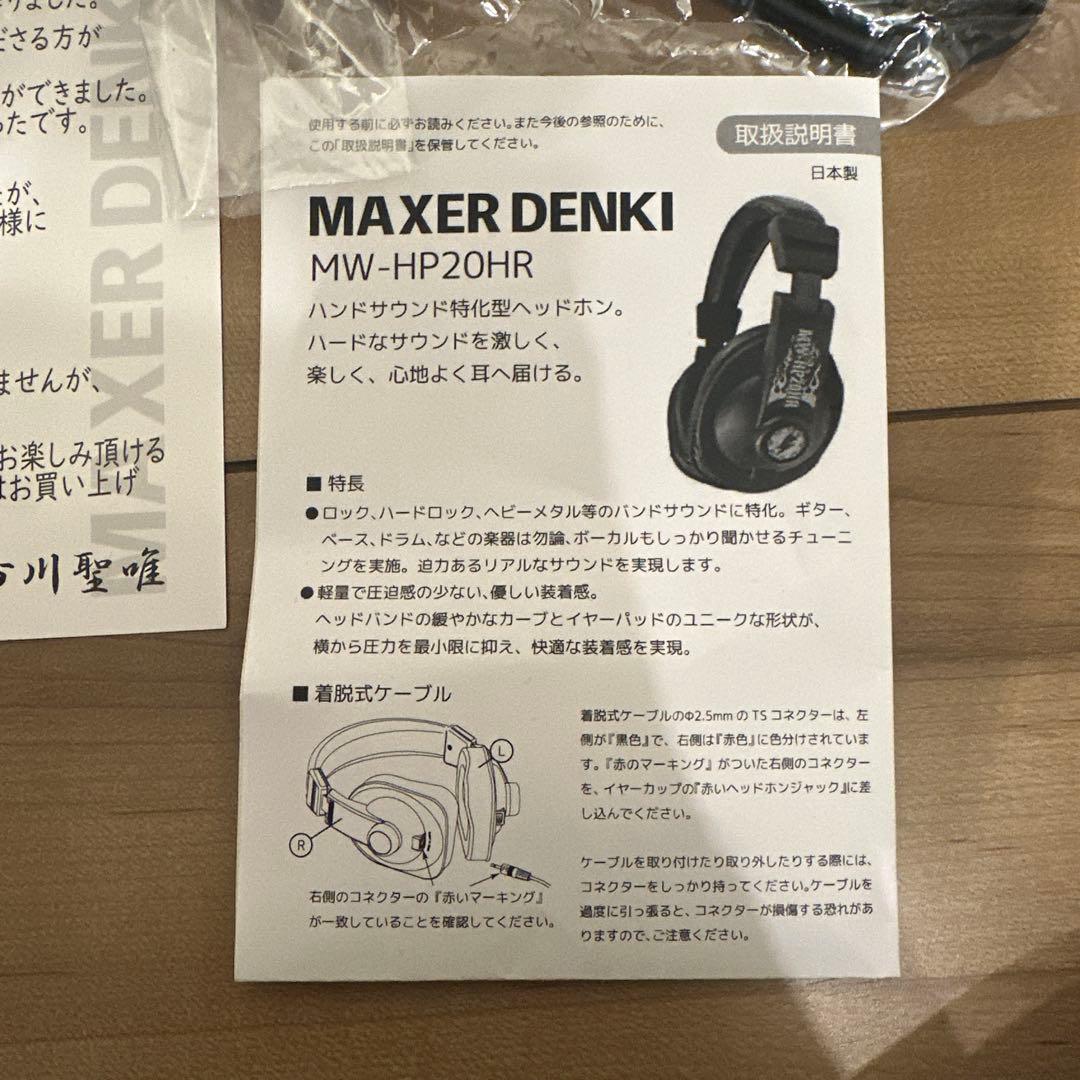 りました。
ださる方が
ができました。
ったです。
たが、
様に
ませんが、
お楽しみ頂ける
はお買い上げ
川聖唯
MAXER DENK
使用する前に必ずお読みください。また今後の参照のために、
この「取扱説明書」を保管してください。
取扱説明書
日本製
MAXER DENKI
MW-HP20HR
ハンドサウンド特化型ヘッドホン。
ハードなサウンドを激しく、
楽しく、心地よく耳へ届ける。
MW-HP20HR
■ 特長
●ロック、ハードロック、ヘビーメタル等のバンドサウンドに特化。ギター、
ベース、ドラム、などの楽器は勿論、ボーカルもしっかり聞かせるチューニ
ングを実施。迫力あるリアルなサウンドを実現します。
●軽量で圧迫感の少ない、優しい装着感。
ヘッドバンドの緩やかなカーブとイヤーパッドのユニークな形状が、
横から圧力を最小限に抑え、快適な装着感を実現。
■ 着脱式ケーブル
L
R
右側のコネクターの『赤いマーキング』
が一致していることを確認してください。
着脱式ケーブルのΦ2.5mm の TS コネクターは、左
側が『黒色』で、右側は『赤色』に色分けされていま
す。『赤のマーキング』がついた右側のコネクター
を、イヤーカップの『赤いヘッドホンジャック』に差
し込んでください。
ケーブルを取り付けたり取り外したりする際には、
コネクターをしっかり持ってください。ケーブルを
過度に引っ張ると、コネクターが損傷する恐れがあ
りますので、ご注意ください。